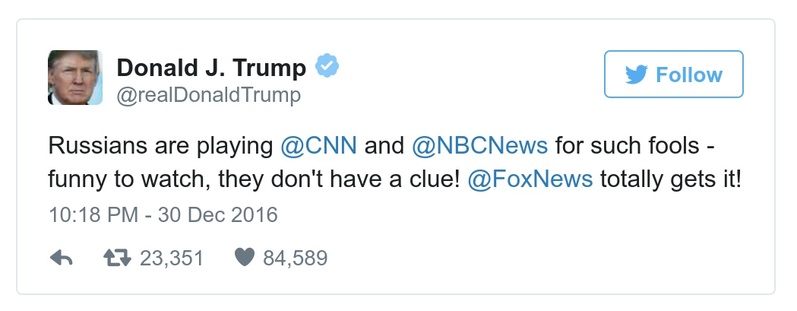 Donald J. Trump
@realDonaldTrump
Follow
Russians are playing @CNN and @NBCNews for such fools -
funny to watch, they don't have a clue! @FoxNews totally gets it!
10:18 PM - 30 Dec 2016
23,351 84,589